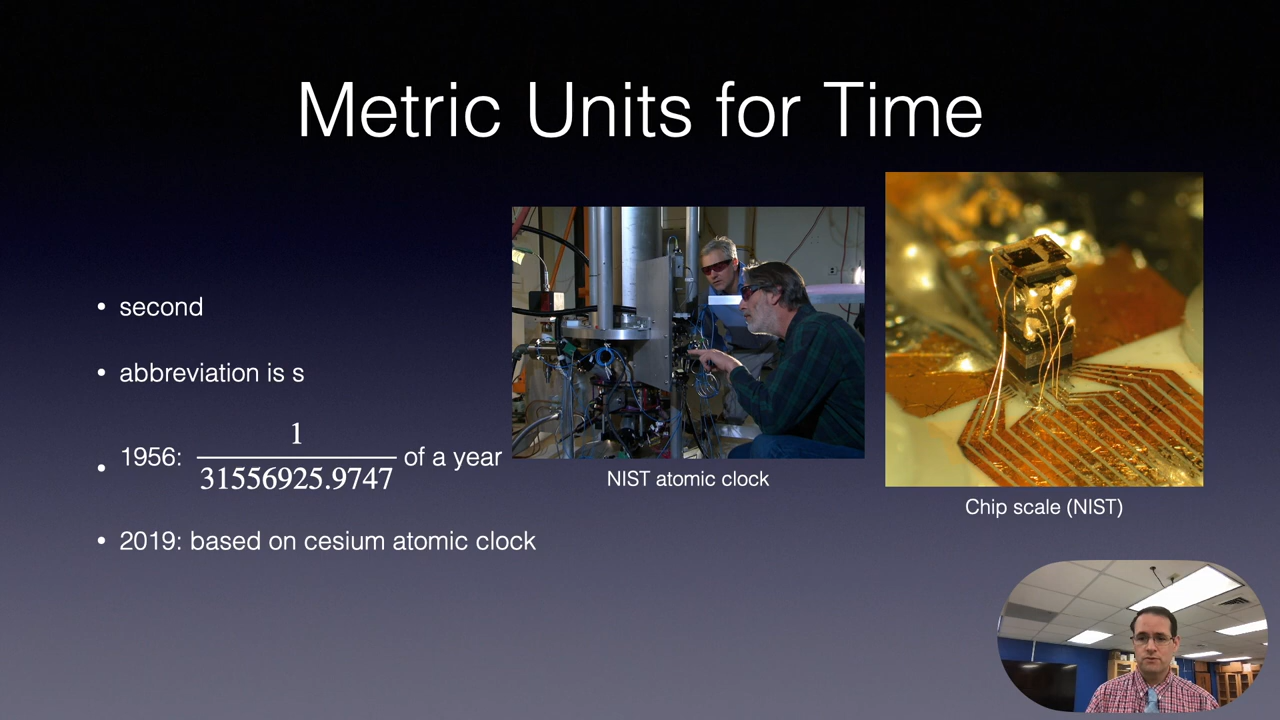 Metric Units for Time
• second
• abbreviation is s
• 1956: 1/31556925.9747 of a year
• 2019: based on cesium atomic clock
NIST atomic clock
Chip scale (NIST)